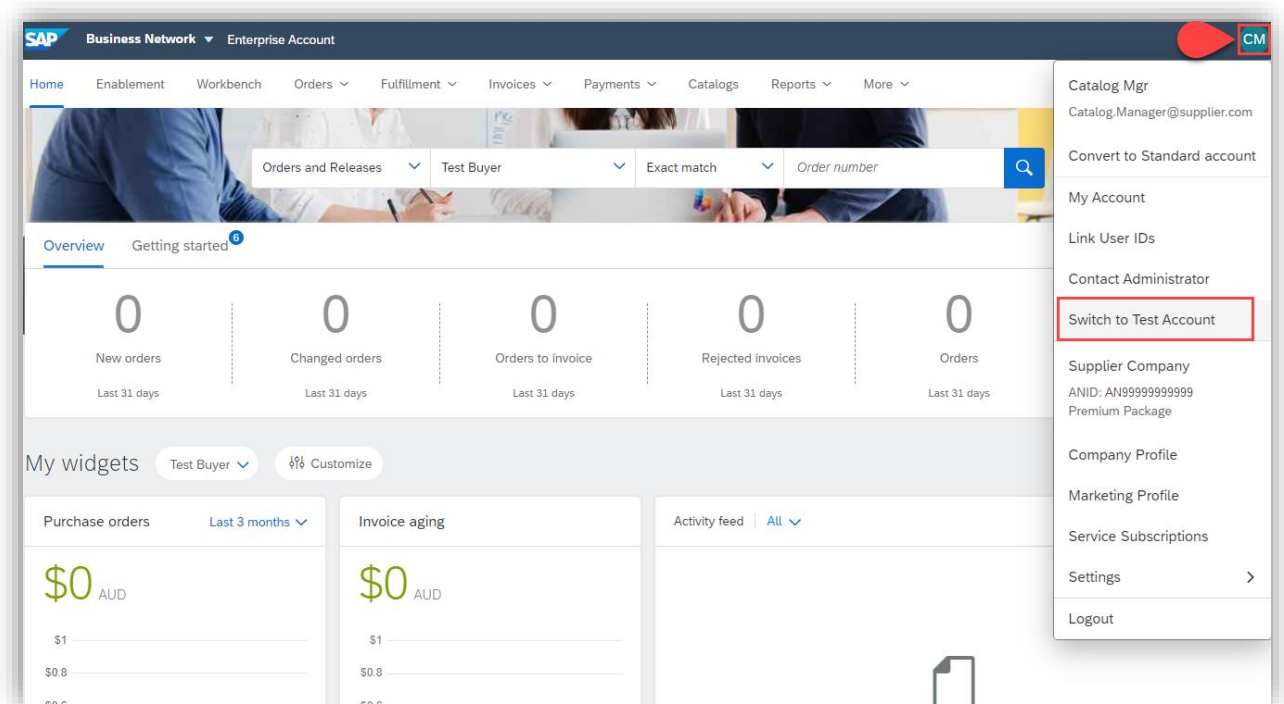 SAP Business Network Enterprise Account CM
Home Enablement Workbench Orders Fulfillment Invoices Payments Catalogs Reports More
Orders and Releases Test Buyer Exact match Order number
Overview Getting started 6
0 0 0 0 0
New orders Changed orders Orders to invoice Rejected invoices Orders
Last 31 days Last 31 days Last 31 days Last 31 days Last 31 days
My widgets Test Buyer Customize
Purchase orders Last 3 months Invoice aging Activity feed All
$0 AUD $0 AUD
$1 $1
$0.8 $0.8
Catalog Mgr
Catalog.Manager@supplier.com
Convert to Standard account
My Account
Link User IDs
Contact Administrator
Switch to Test Account
Supplier Company
ANID: AN99999999999
Premium Package
Company Profile
Marketing Profile
Service Subscriptions
Settings
Logout